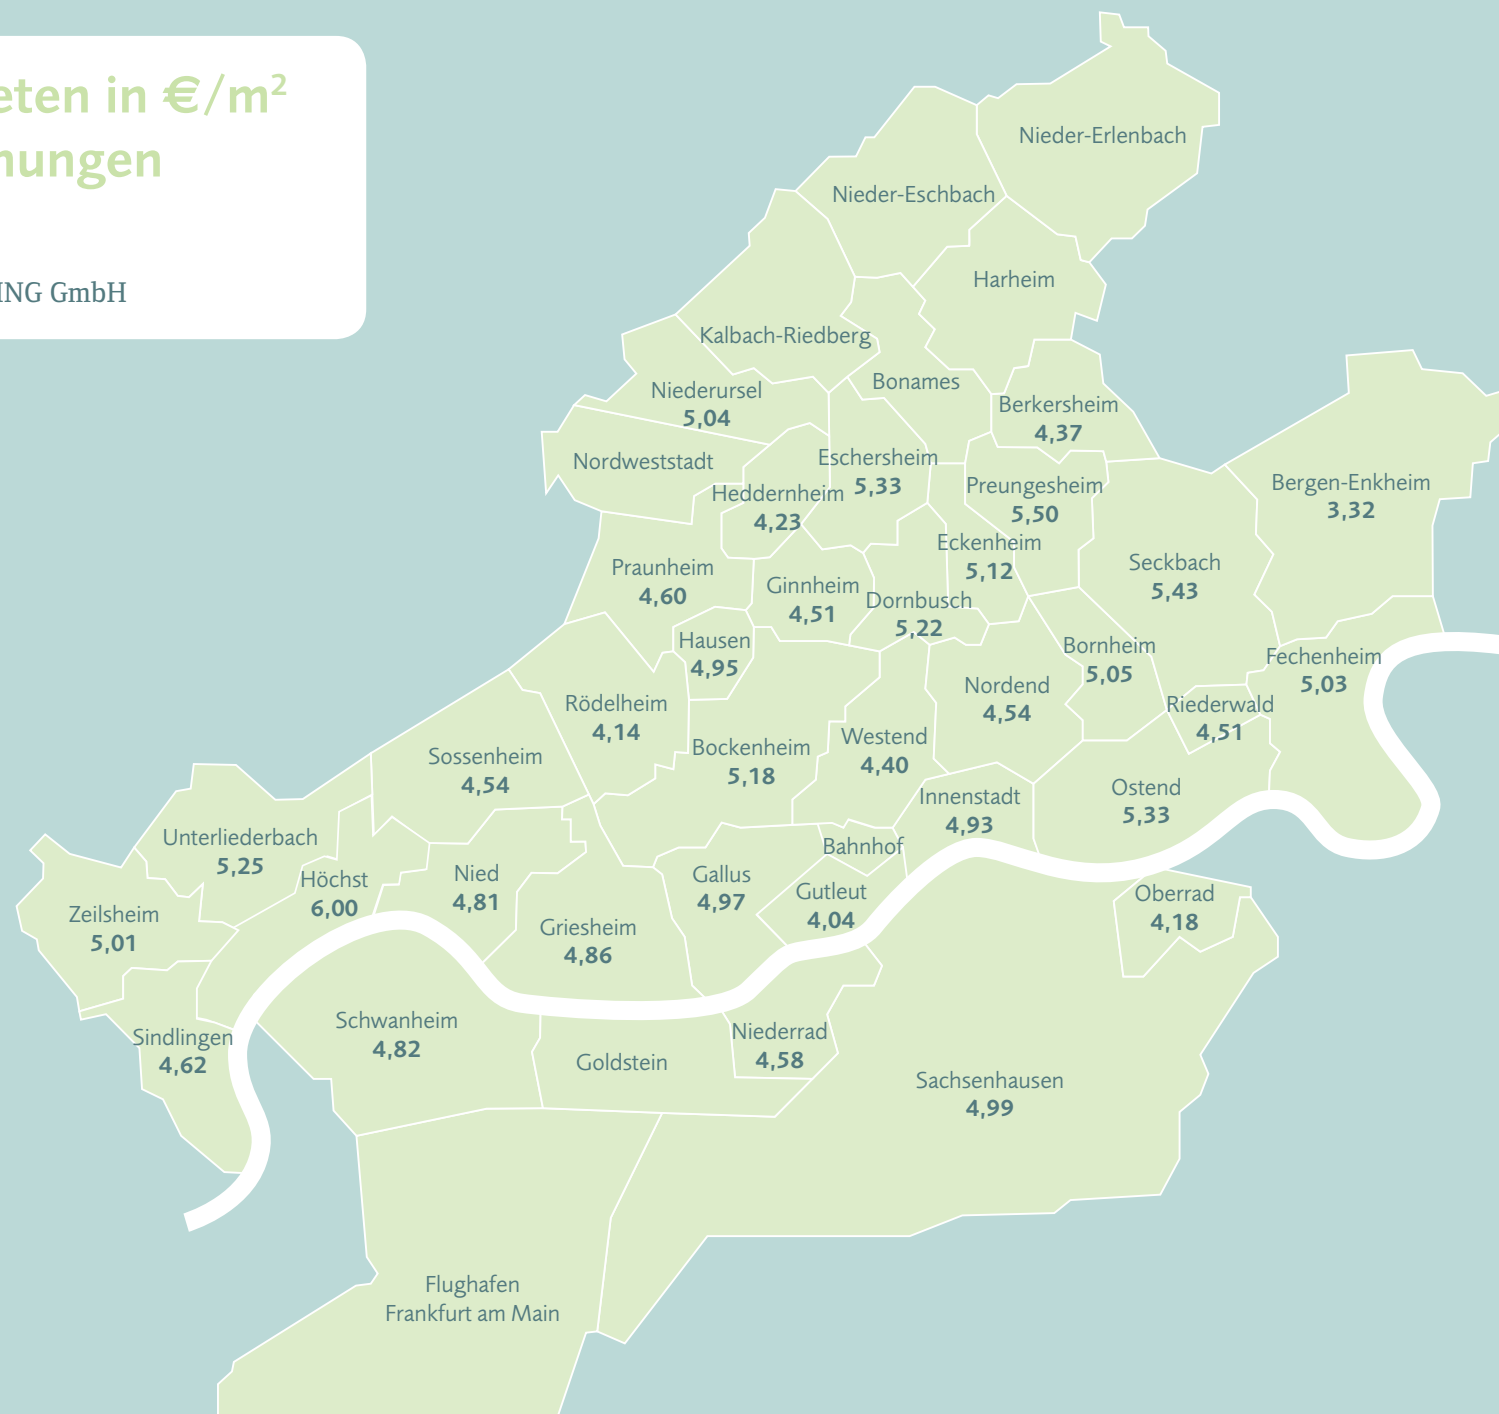 eten in €/m²
nungen
ING GmbH
Nieder-Erlenbach
Nieder-Eschbach
Harheim
Kalbach-Riedberg
Bonames
Niederursel
5,04
Berkersheim
4,37
Nordweststadt
Eschersheim
5,33
Heddernheim
4,23
Preungesheim
5,50
Bergen-Enkheim
3,32
Eckenheim
5,12
Seckbach
5,43
Praunheim
4,60
Ginnheim
4,51
Dornbusch
5,22
Hausen
4,95
Bornheim
5,05
Fechenheim
5,03
Nordend
4,54
Riederwald
4,51
Rödelheim
4,14
Westend
4,40
Bockenheim
5,18
Sossenheim
4,54
Innenstadt
4,93
Ostend
5,33
Unterliederbach
5,25
Bahnhof
Höchst
6,00
Nied
4,81
Gallus
4,97
Gutleut
4,04
Oberrad
4,18
Zeilsheim
5,01
Griesheim
4,86
Schwanheim
4,82
Sindlingen
4,62
Niederrad
4,58
Goldstein
Sachsenhausen
4,99
Flughafen
Frankfurt am Main